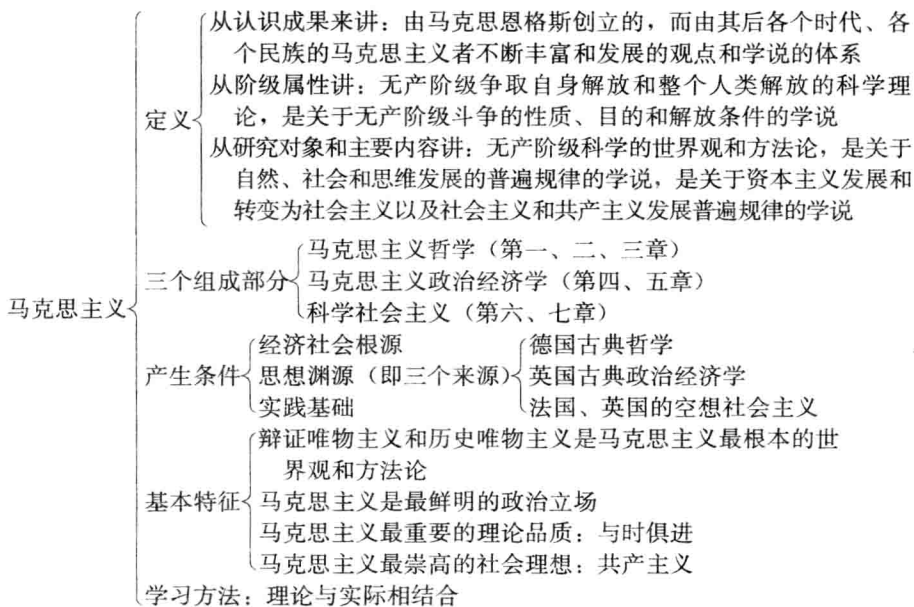 从认识成果来讲：由马克思恩格斯创立的，而由其后各个时代、各
个民族的马克思主义者不断丰富和发展的观点和学说的体系
定义
从阶级属性讲：无产阶级争取自身解放和整个人类解放的科学理
论，是关于无产阶级斗争的性质、目的和解放条件的学说
从研究对象和主要内容讲：无产阶级科学的世界观和方法论，是关于
自然、社会和思维发展的普遍规律的学说，是关于资本主义发展和
转变为社会主义以及社会主义和共产主义发展普遍规律的学说
马克思主义
三个组成部分
马克思主义哲学（第一、二、三章）
马克思主义政治经济学（第四、五章）
科学社会主义（第六、七章）
产生条件
经济社会根源
思想渊源（即三个来源）
德国古典哲学
英国古典政治经济学
法国、英国的空想社会主义
实践基础
基本特征
辩证唯物主义和历史唯物主义是马克思主义最根本的世
界观和方法论
马克思主义是最鲜明的政治立场
马克思主义最重要的理论品质：与时俱进
马克思主义最崇高的社会理想：共产主义
学习方法：理论与实际相结合